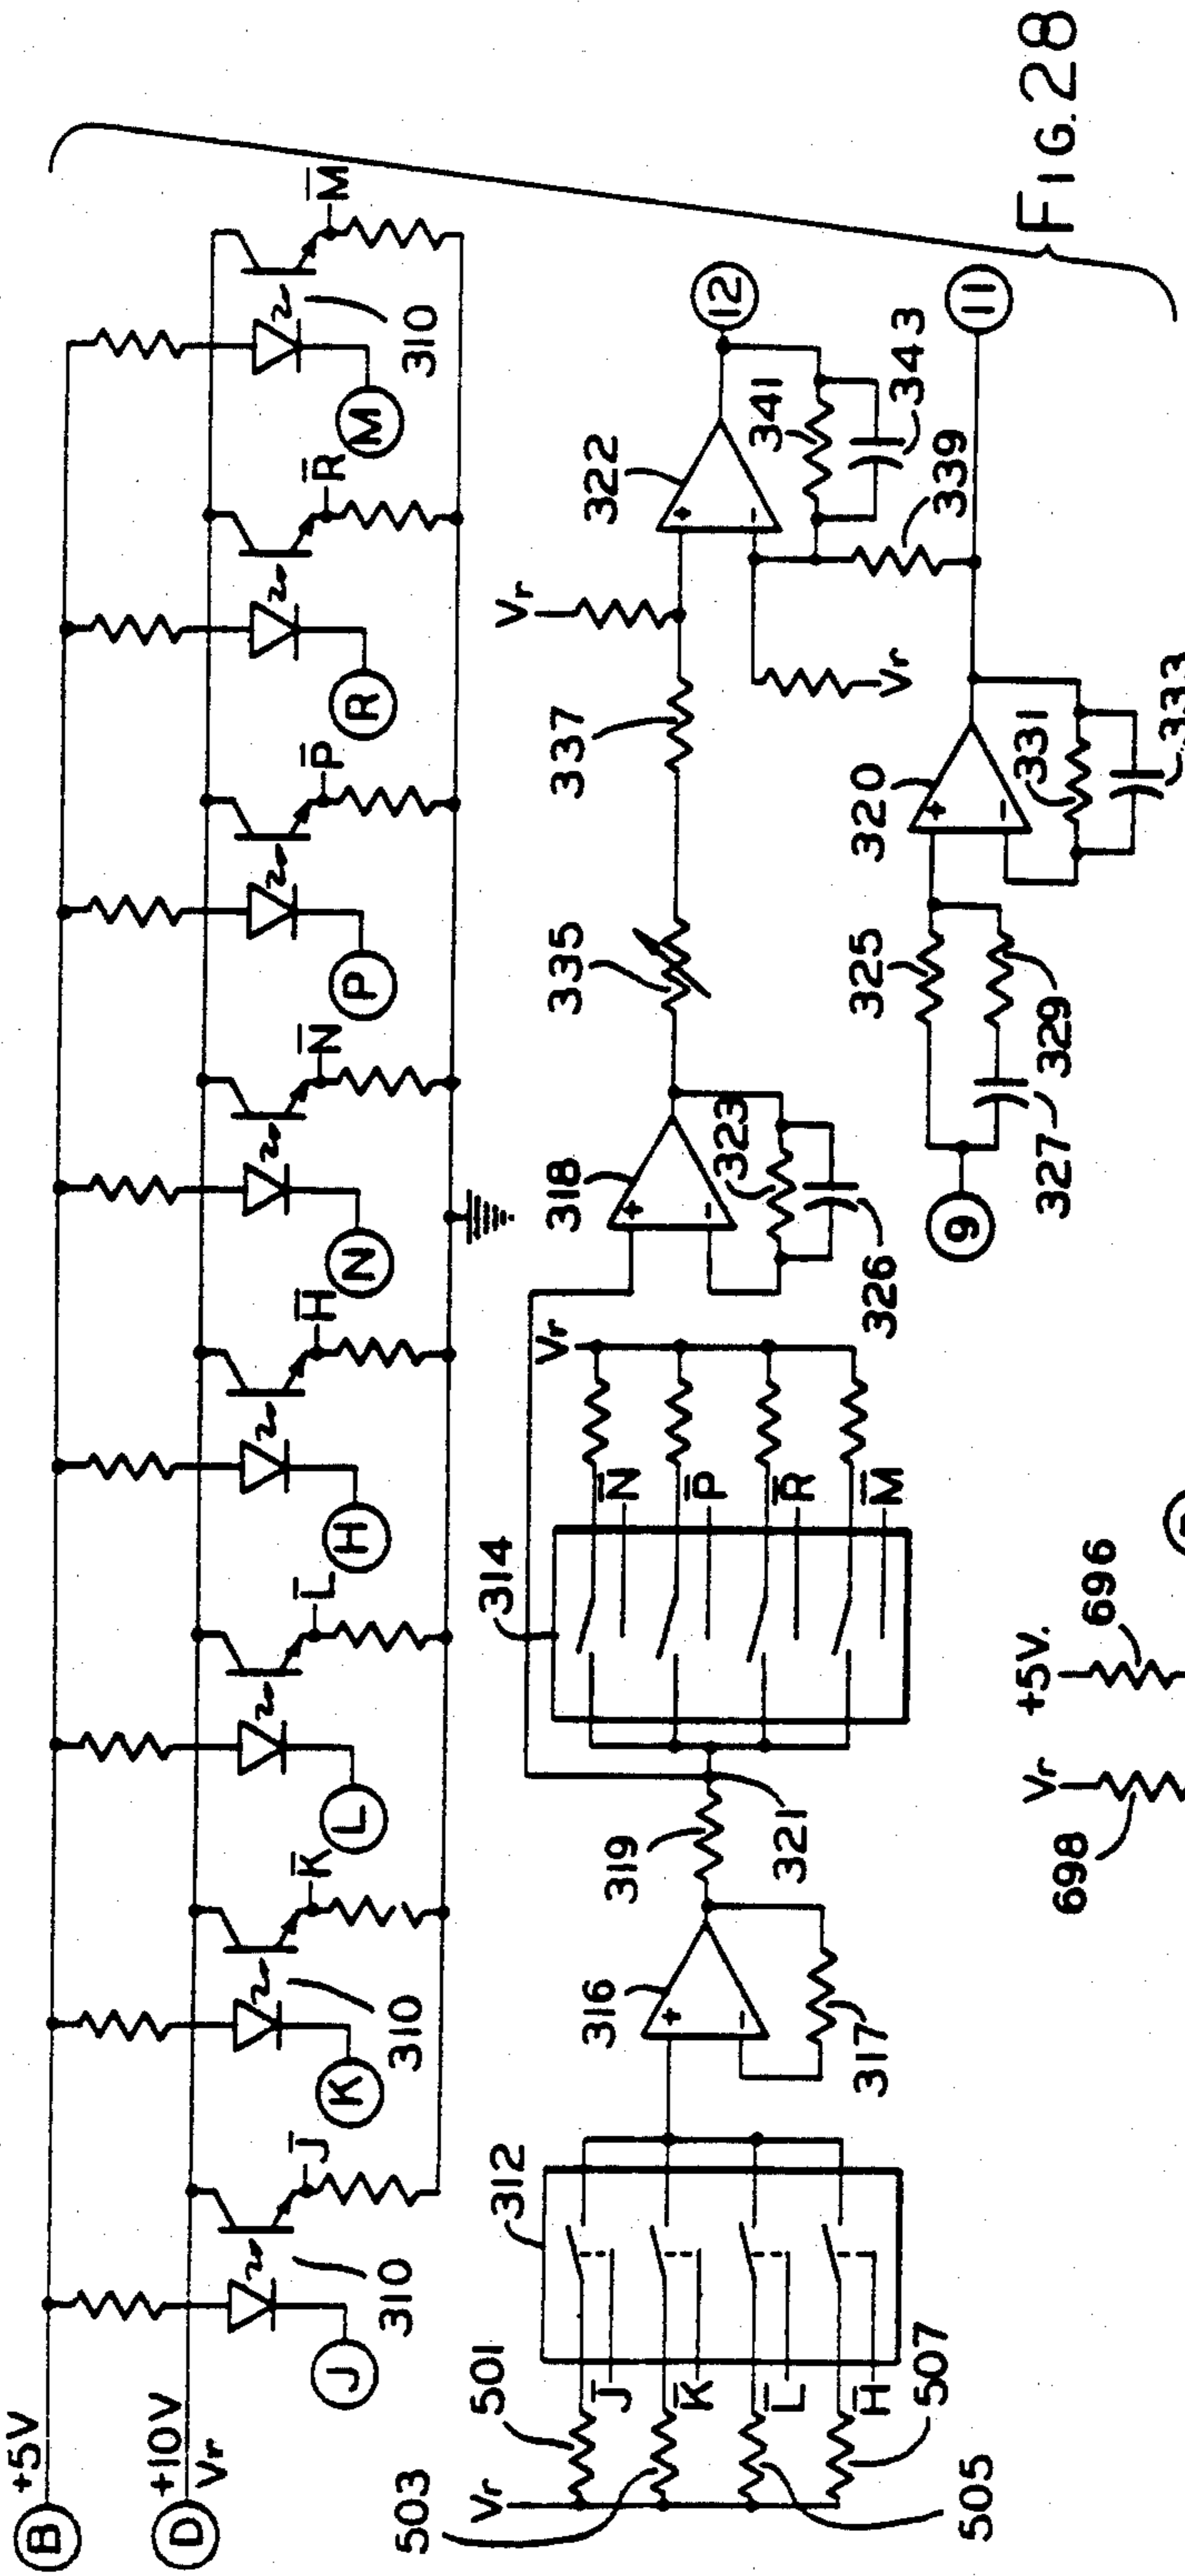 B +5V
D +10V
Vr
J K L H N P R M
310 310 310
J̅ K̅ L̅ H̅ N̅ P̅ R̅ M̅
501 312 316 319 314 Vr 318 335 337 Vr 322 12
503
Vr
J̅ K̅ L̅ H̅
505 507
+ -
317
321
N̅ P̅ R̅ M̅
+ -
323
326
+ -
341
343
339
Vr
9
325
327 329
320
+ -
331
333
11
Vr +5V.
698 696
FIG. 28